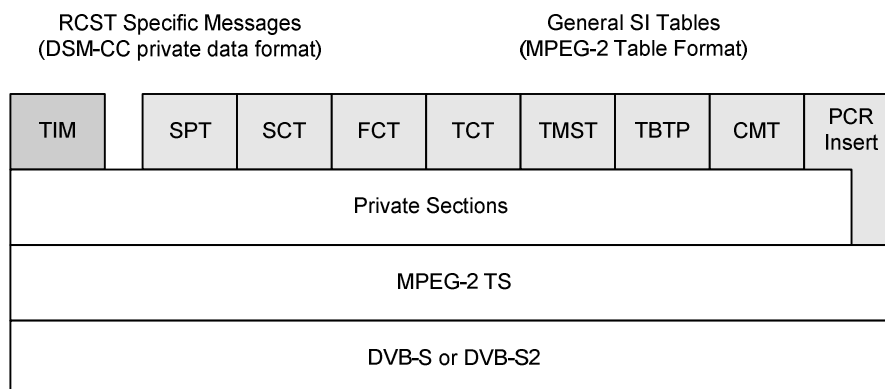 RCST Specific Messages
(DSM-CC private data format)
General SI Tables
(MPEG-2 Table Format)
TIM
SPT
SCT
FCT
TCT
TMST
TBTP
CMT
PCR
Insert
Private Sections
MPEG-2 TS
DVB-S or DVB-S2